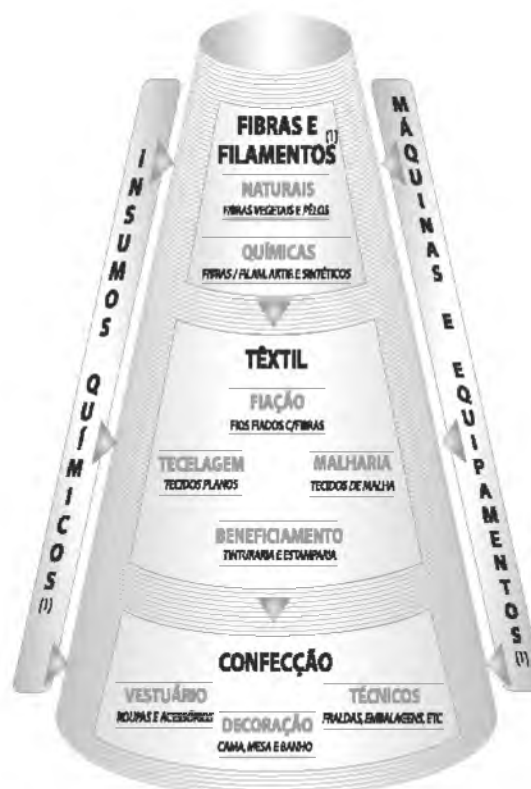 INSUMOS QUÍMICOS (1)
MÁQUINAS E EQUIPAMENTOS (1)
FIBRAS E
FILAMENTOS (1)
NATURAIS
FIBRAS VEGETAIS E PÊLOS
QUÍMICAS
FIBRAS / FILAM. ARTIF. E SINTÉTICOS
TÊXTIL
FIAÇÃO
FIOS FIADOS C/FIBRAS
TECELAGEM
TECIDOS PLANOS
MALHARIA
TECIDOS DE MALHA
BENEFICIAMENTO
TINTURARIA E ESTAMPARIA
CONFECÇÃO
VESTUÁRIO
ROUPAS E ACESSÓRIOS
DECORAÇÃO
CAMA, MESA E BANHO
TÉCNICOS
FRALDAS, EMBALAGENS, ETC